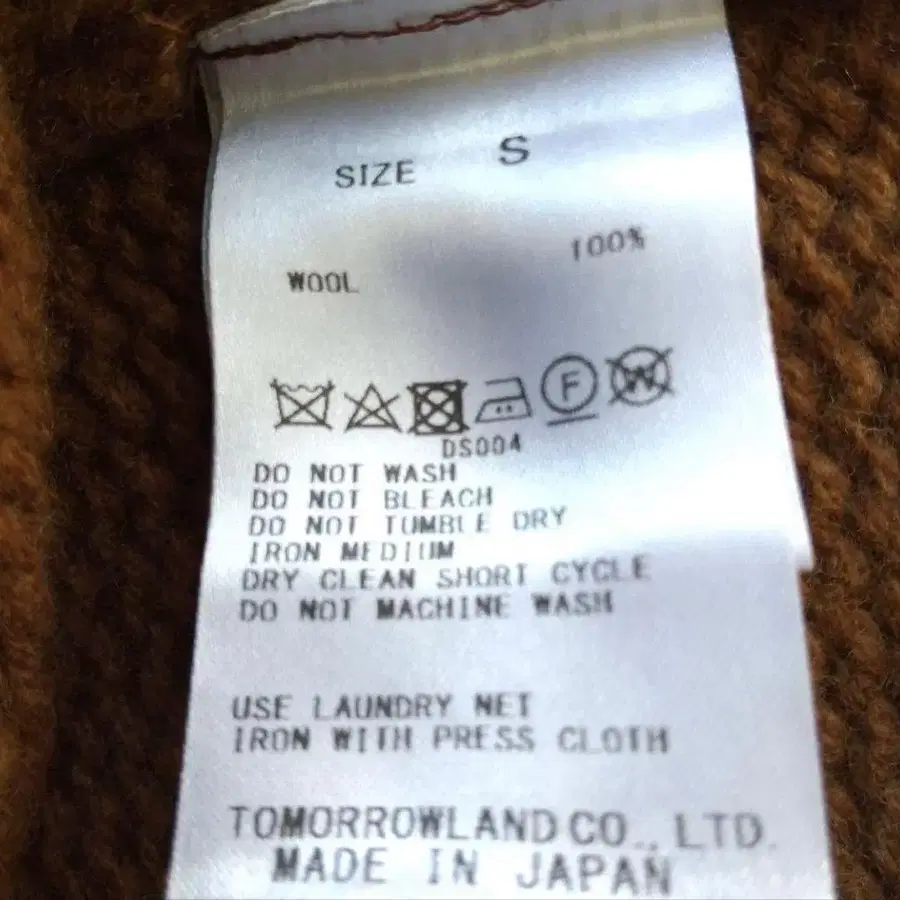 SIZE S
WOOL 100%
F W
DS004
DO NOT WASH
DO NOT BLEACH
DO NOT TUMBLE DRY
IRON MEDIUM
DRY CLEAN SHORT CYCLE
DO NOT MACHINE WASH
USE LAUNDRY NET
IRON WITH PRESS CLOTH
TOMORROWLAND CO., LTD.
MADE IN JAPAN